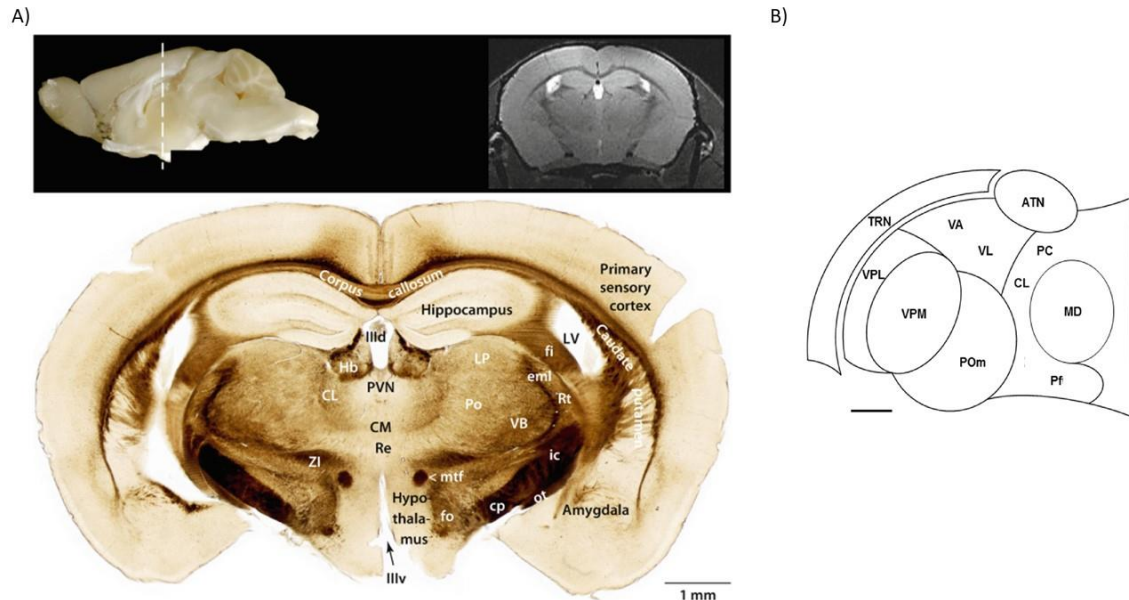 A)
B)
Corpus callosum
Primary
sensory
cortex
Hippocampus
IIId
LV
Caudate
putamen
fi
Hb
LP
eml
PVN
CL
Rt
Po
CM
VB
Re
ic
ZI
< mtf
Hypo-
thala-
mus
fo
cp
ot
Amygdala
IIIv
1 mm
ATN
TRN
VA
VL
PC
VPL
CL
VPM
MD
POm
Pf